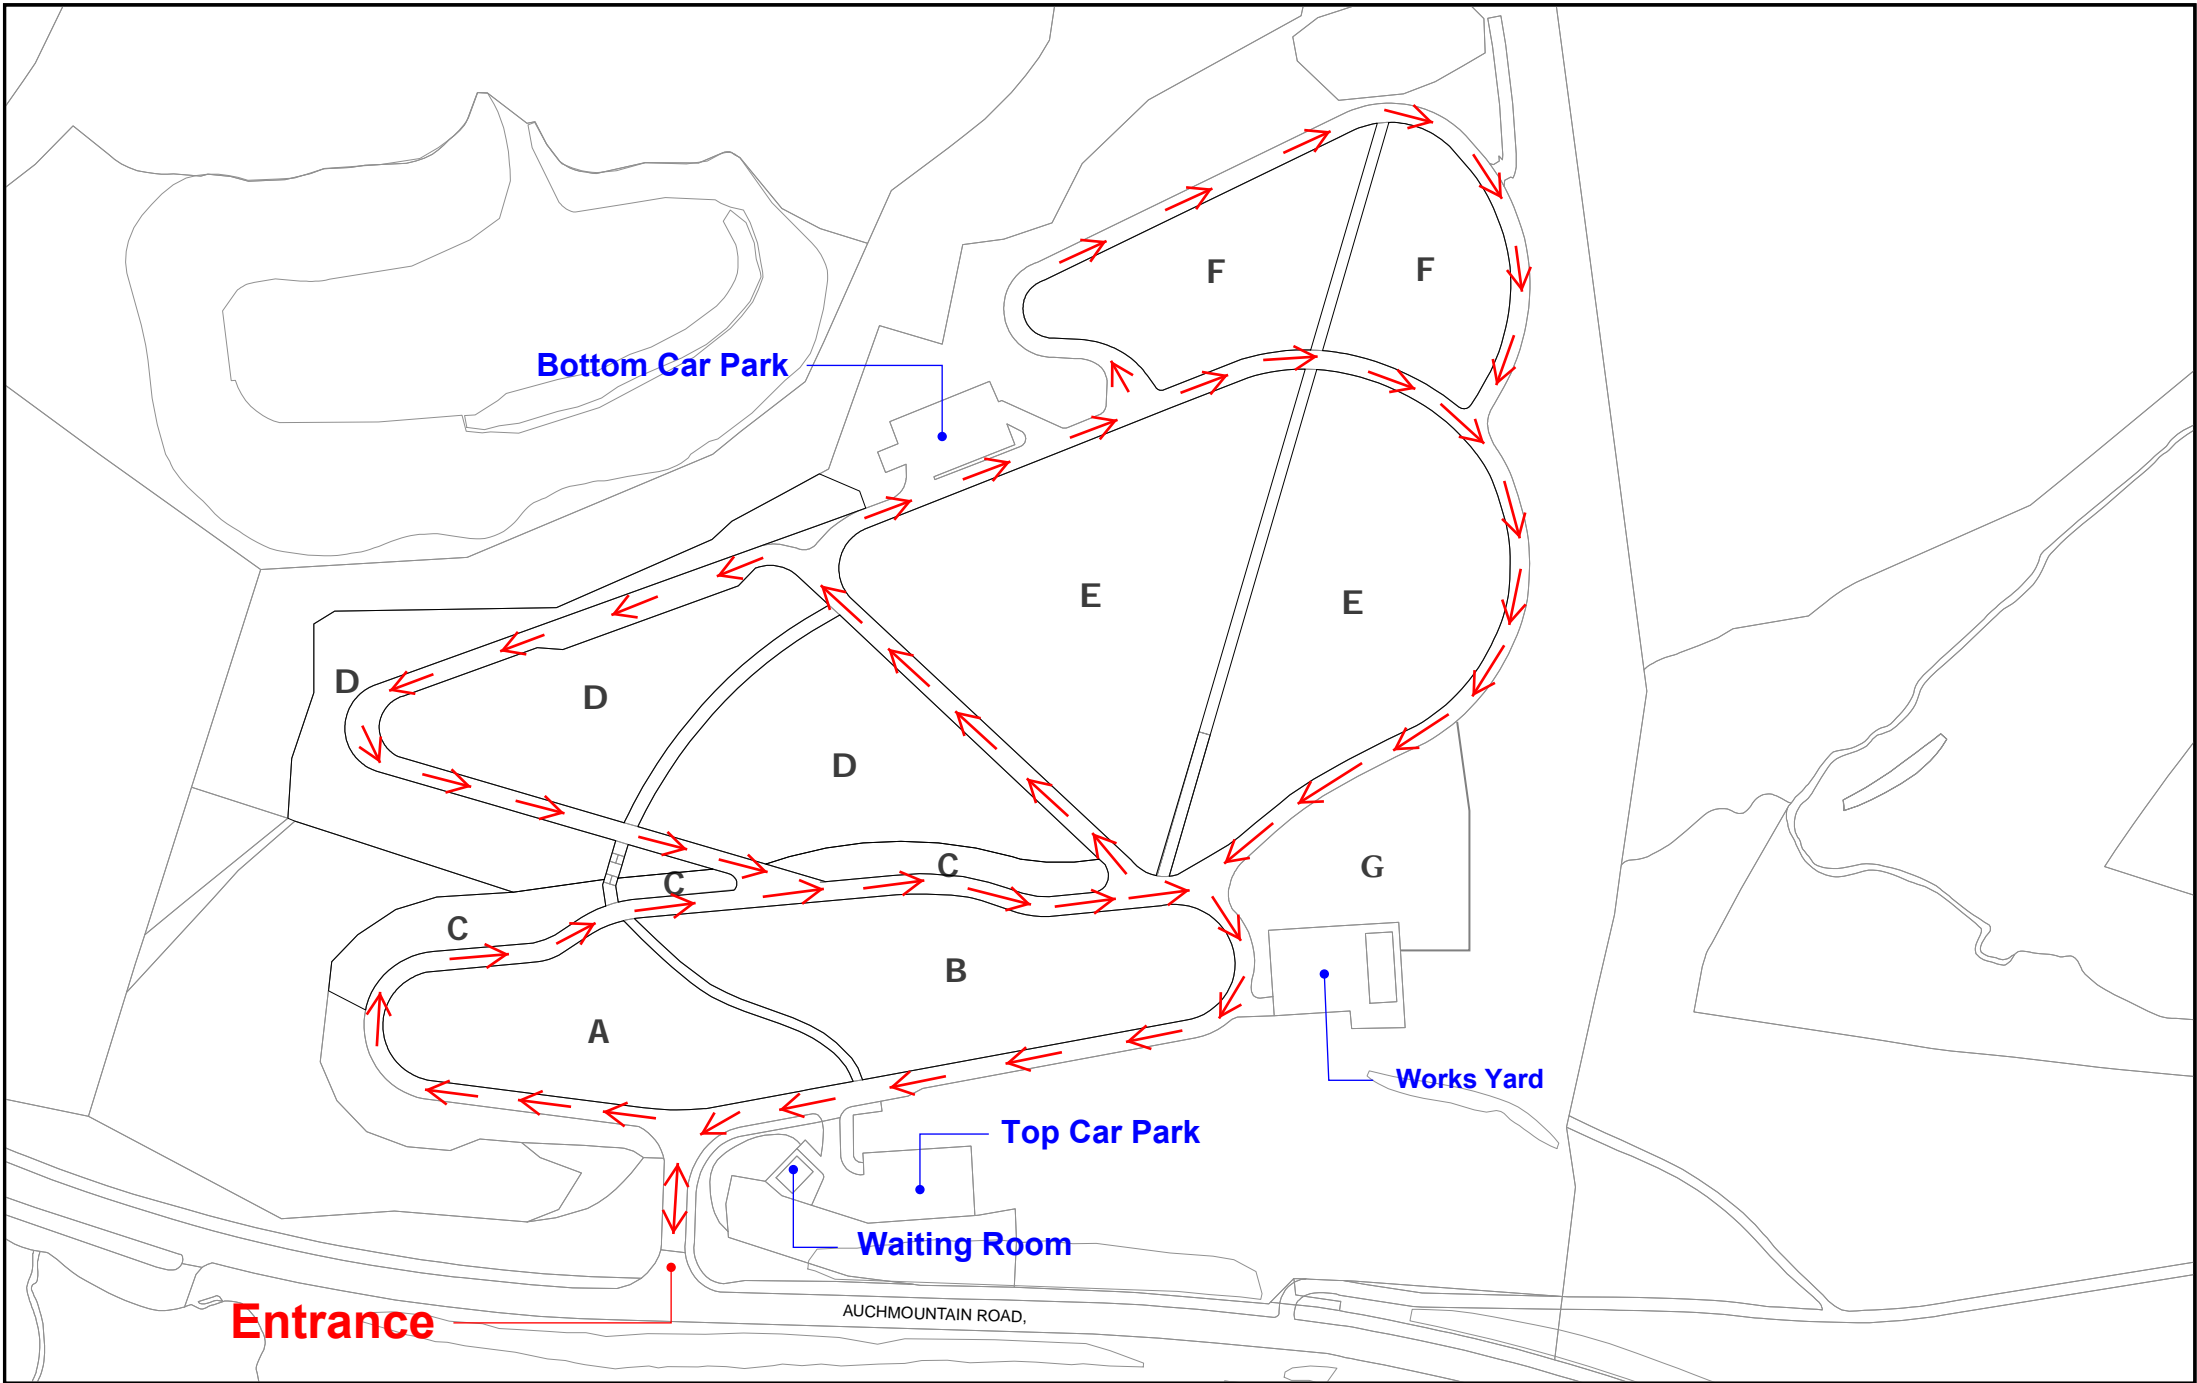 F
F
Bottom Car Park
E
E
D
D
D
C
C
G
C
B
A
Works Yard
Top Car Park
Waiting Room
Entrance
AUCHMOUNTAIN ROAD,